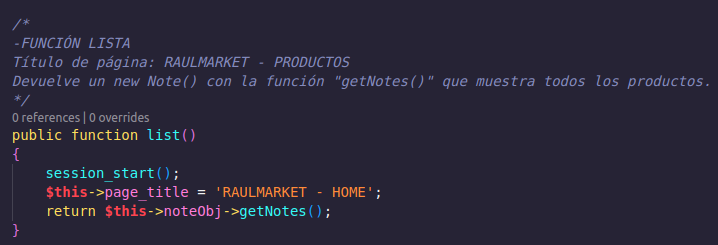 /*
-FUNCIÓN LISTA
Título de página: RAULMARKET - PRODUCTOS
Devuelve un new Note() con la función "getNotes()" que muestra todos los productos.
*/
0 references | 0 overrides
public function list()
{
    session_start();
    $this->page_title = 'RAULMARKET - HOME';
    return $this->noteObj->getNotes();
}